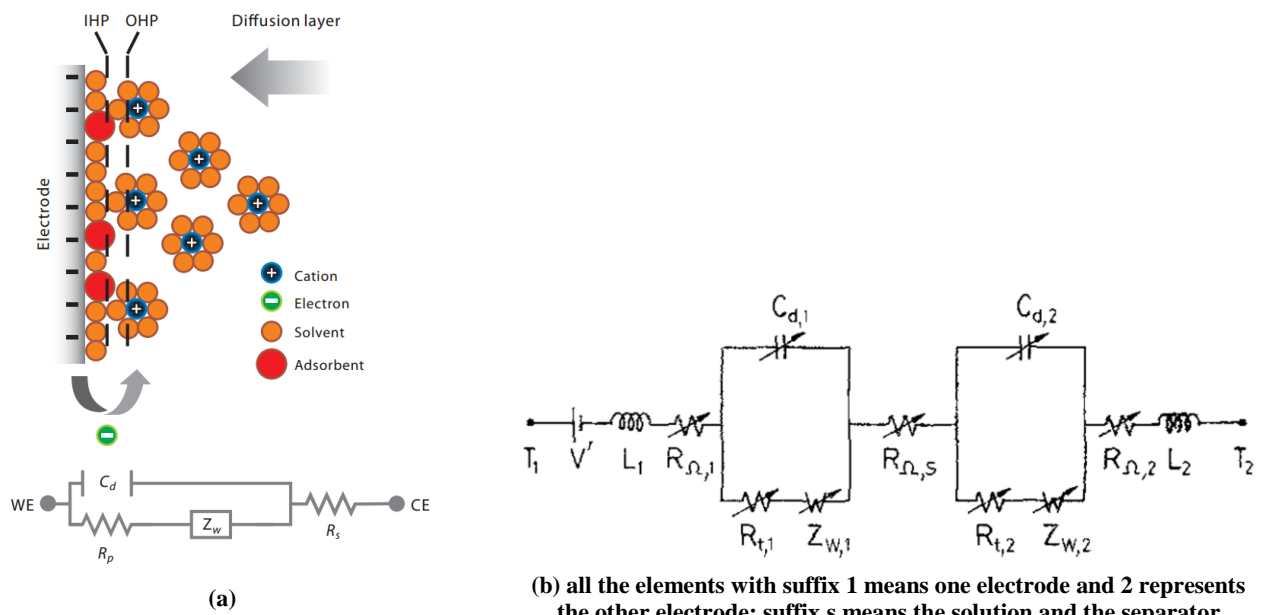 IHP OHP Diffusion layer
Electrode
Cation
Electron
Solvent
Adsorbent
C_d
WE
CE
Z_w
R_p
R_s
(a)
C_d,1
C_d,2
T_1
V'
L_1
R_Ω,1
R_Ω,s
R_Ω,2
L_2
T_2
R_t,1
Z_W,1
R_t,2
Z_W,2
(b) all the elements with suffix 1 means one electrode and 2 represents
the other electrode; suffix s means the solution and the separator